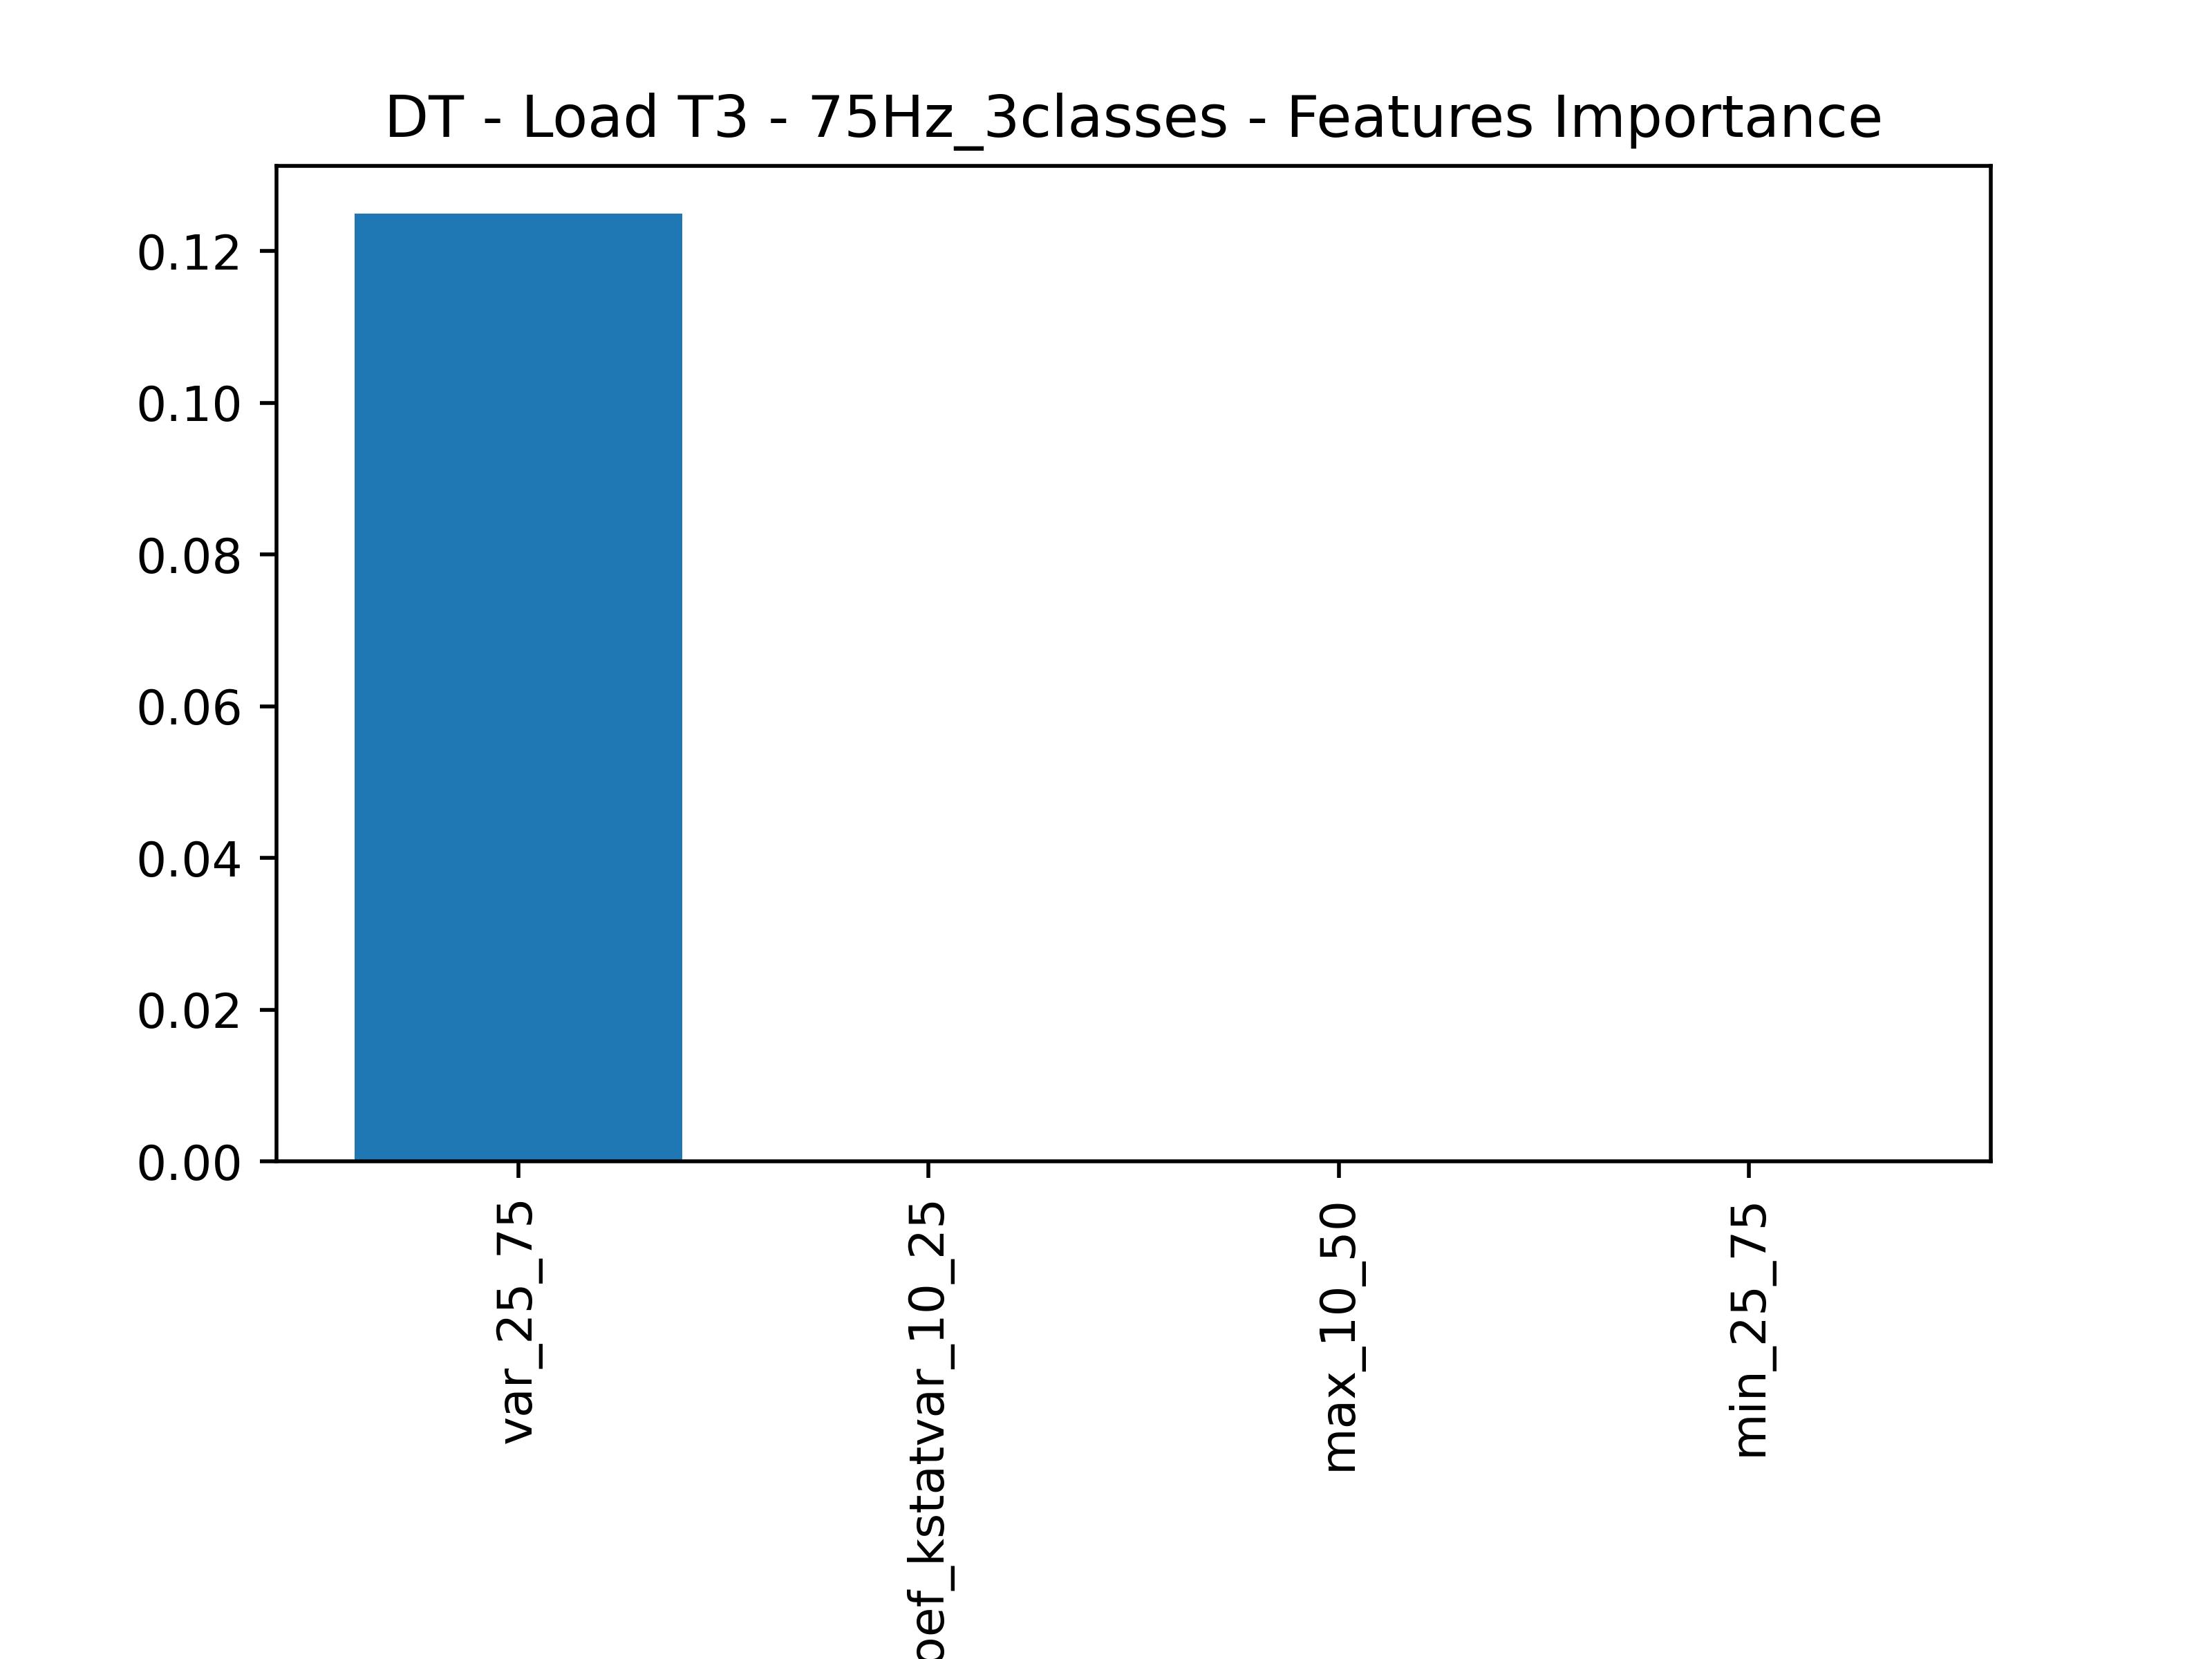 DT - Load T3 - 75Hz_3classes - Features Importance
0.12
0.10
0.08
0.06
0.04
0.02
0.00
var_25_75
oef_kstatvar_10_25
max_10_50
min_25_75